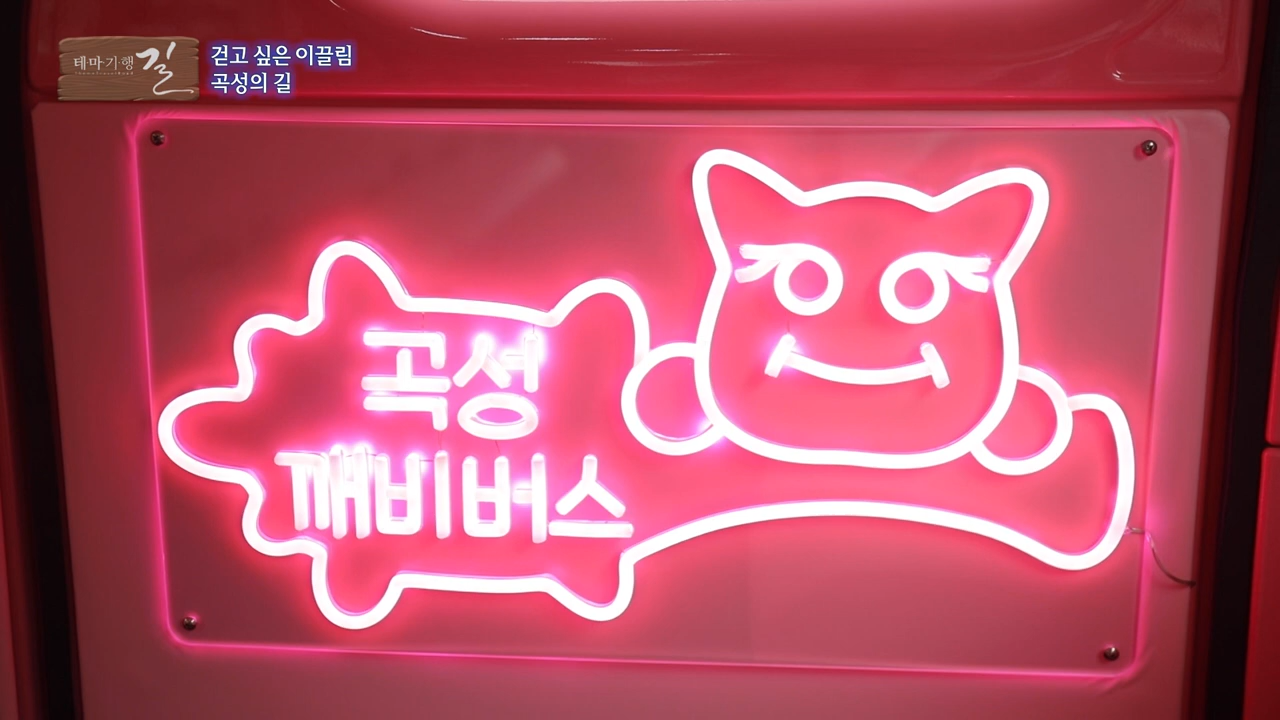 테마기행 길
걷고 싶은 이끌림
곡성의 길
곡성
깨비버스